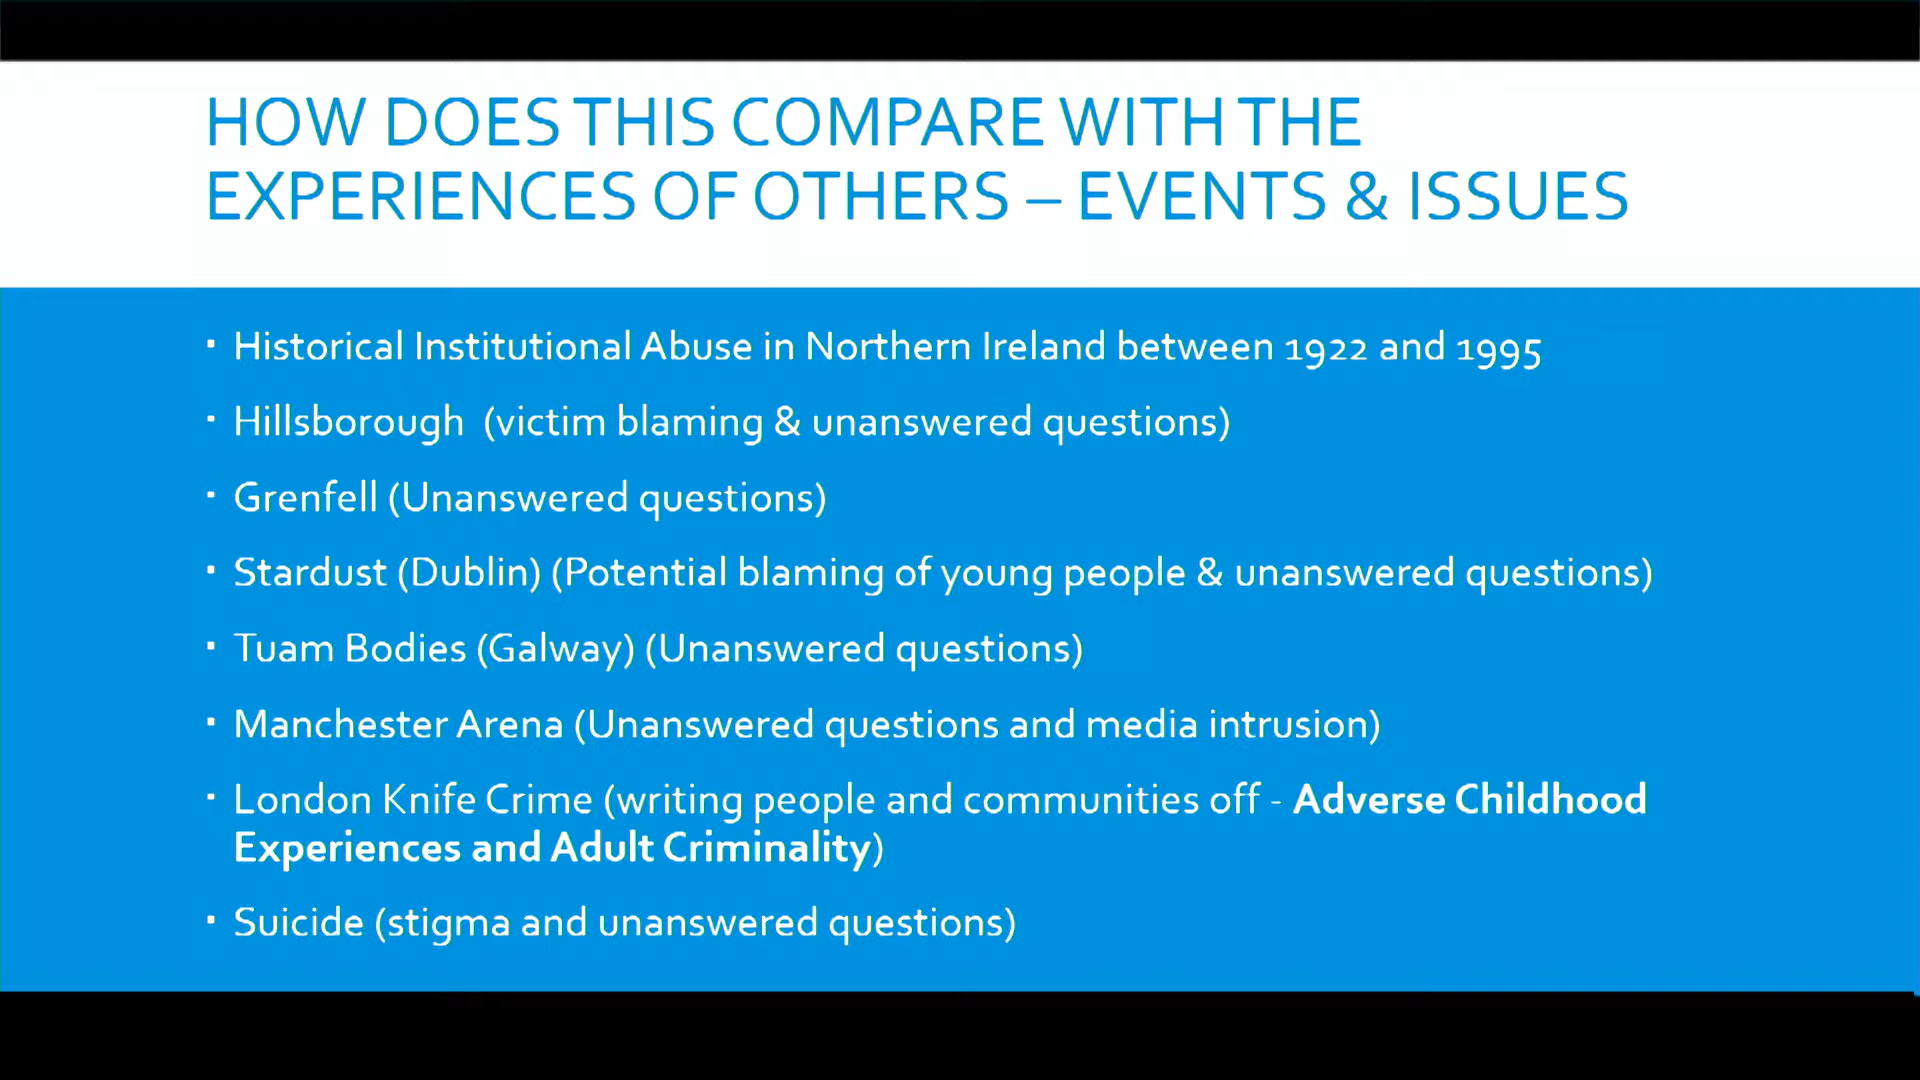 HOW DOES THIS COMPARE WITH THE
EXPERIENCES OF OTHERS – EVENTS & ISSUES
▪ Historical Institutional Abuse in Northern Ireland between 1922 and 1995
▪ Hillsborough  (victim blaming & unanswered questions)
▪ Grenfell (Unanswered questions)
▪ Stardust (Dublin) (Potential blaming of young people & unanswered questions)
▪ Tuam Bodies (Galway) (Unanswered questions)
▪ Manchester Arena (Unanswered questions and media intrusion)
▪ London Knife Crime (writing people and communities off - Adverse Childhood
Experiences and Adult Criminality)
▪ Suicide (stigma and unanswered questions)